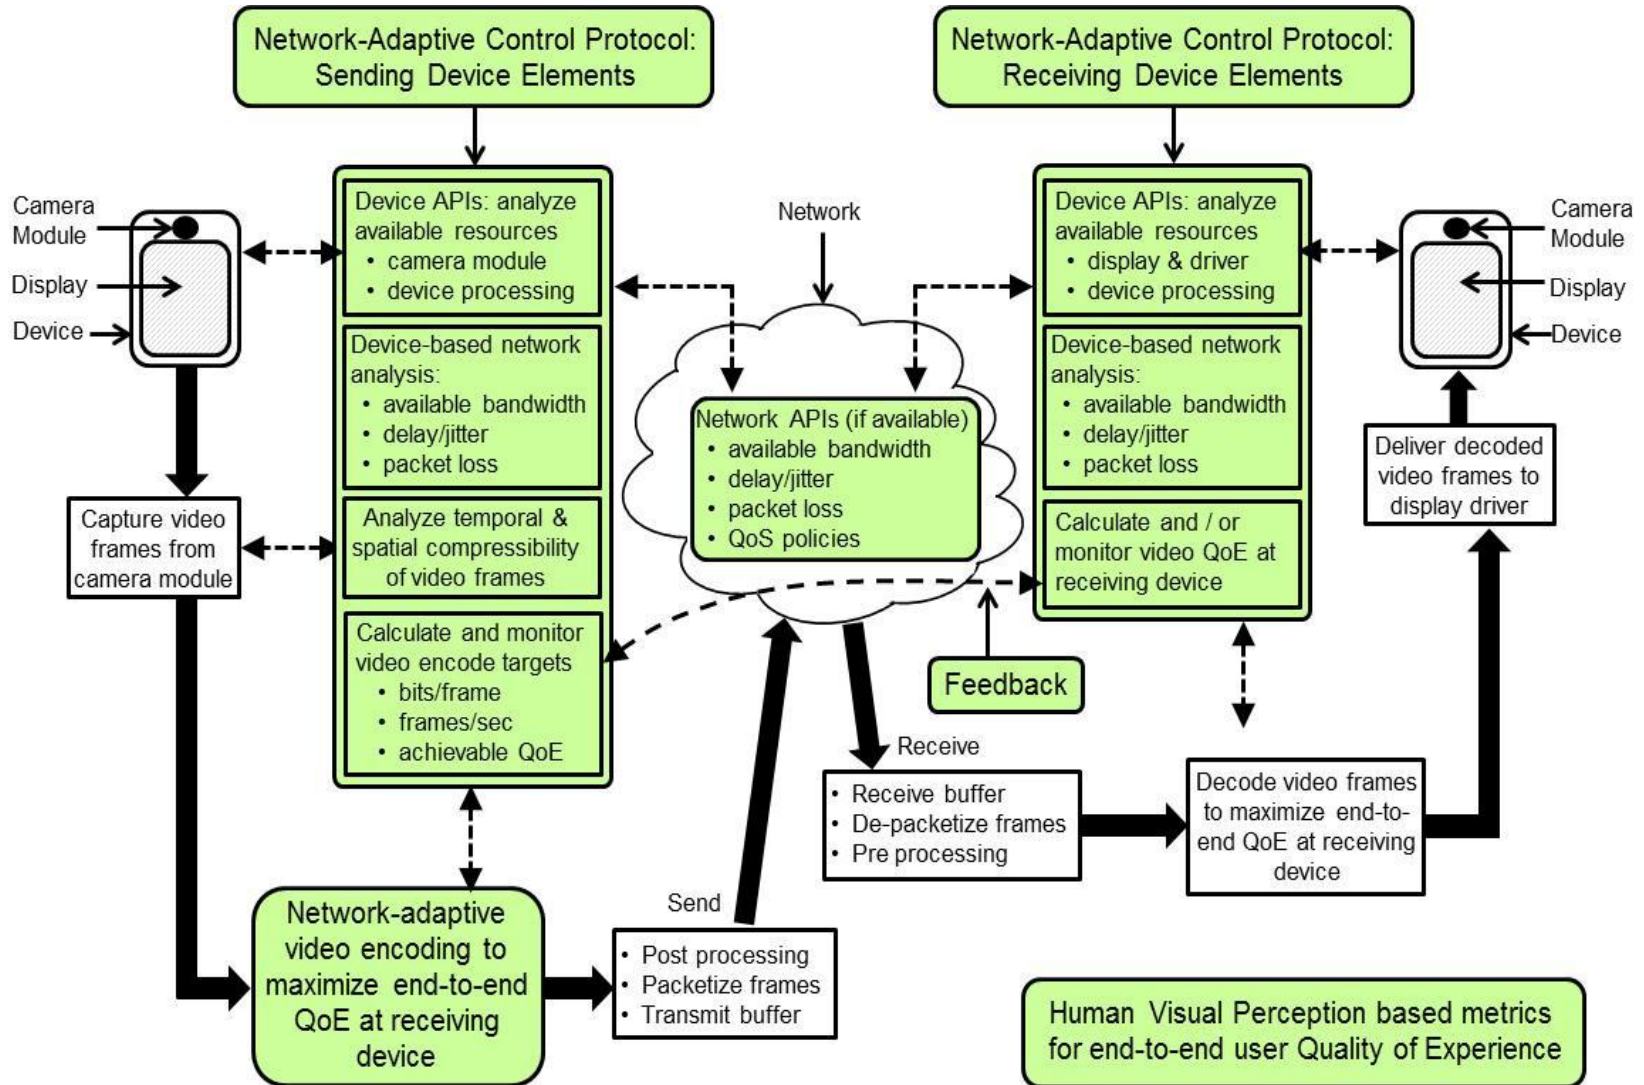 Network-Adaptive Control Protocol:
Sending Device Elements
Network-Adaptive Control Protocol:
Receiving Device Elements
Camera
Module
Display
Device
Device APIs: analyze
available resources
• camera module
• device processing
Device-based network
analysis:
• available bandwidth
• delay/jitter
• packet loss
Analyze temporal &
spatial compressibility
of video frames
Calculate and monitor
video encode targets
• bits/frame
• frames/sec
• achievable QoE
Capture video
frames from
camera module
Network-adaptive
video encoding to
maximize end-to-end
QoE at receiving
device
Send
• Post processing
• Packetize frames
• Transmit buffer
Network
Network APIs (if available)
• available bandwidth
• delay/jitter
• packet loss
• QoS policies
Feedback
Receive
• Receive buffer
• De-packetize frames
• Pre processing
Device APIs: analyze
available resources
• display & driver
• device processing
Device-based network
analysis:
• available bandwidth
• delay/jitter
• packet loss
Calculate and / or
monitor video QoE at
receiving device
Decode video frames
to maximize end-to-
end QoE at receiving
device
Deliver decoded
video frames to
display driver
Camera
Module
Display
Device
Human Visual Perception based metrics
for end-to-end user Quality of Experience